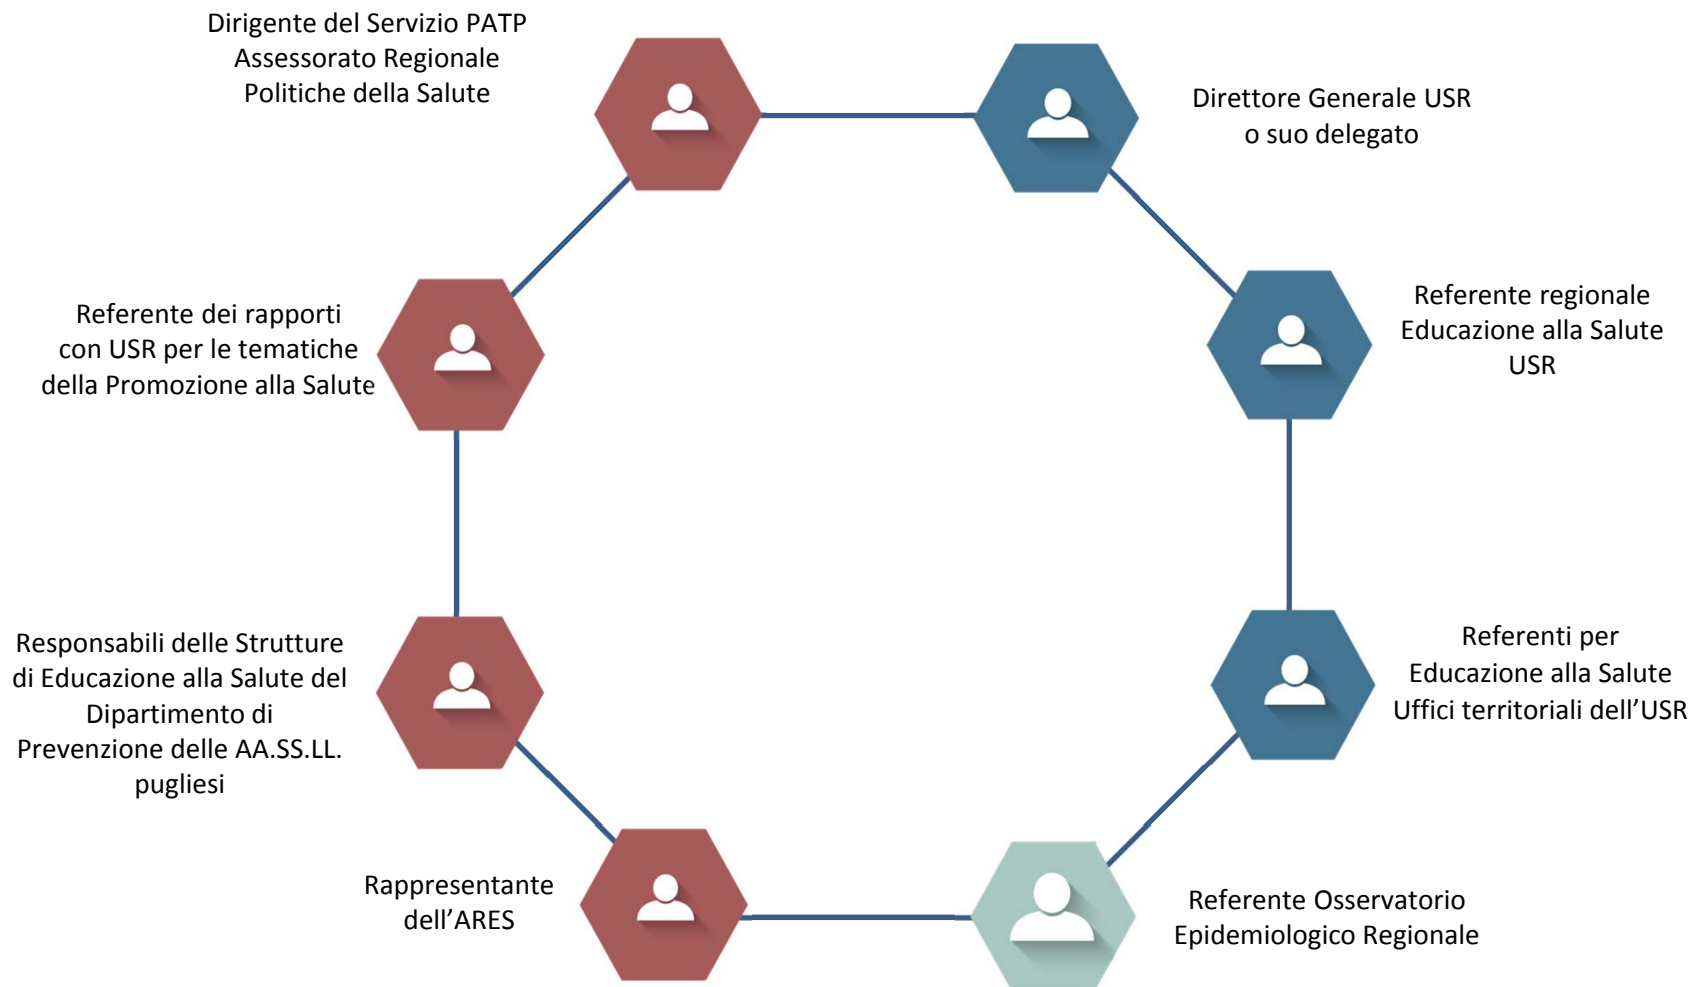 Dirigente del Servizio PATP
Assessorato Regionale
Politiche della Salute
Direttore Generale USR
o suo delegato
Referente dei rapporti
con USR per le tematiche
della Promozione alla Salute
Referente regionale
Educazione alla Salute
USR
Responsabili delle Strutture
di Educazione alla Salute del
Dipartimento di
Prevenzione delle AA.SS.LL.
pugliesi
Referenti per
Educazione alla Salute
Uffici territoriali dell’USR
Rappresentante
dell’ARES
Referente Osservatorio
Epidemiologico Regionale